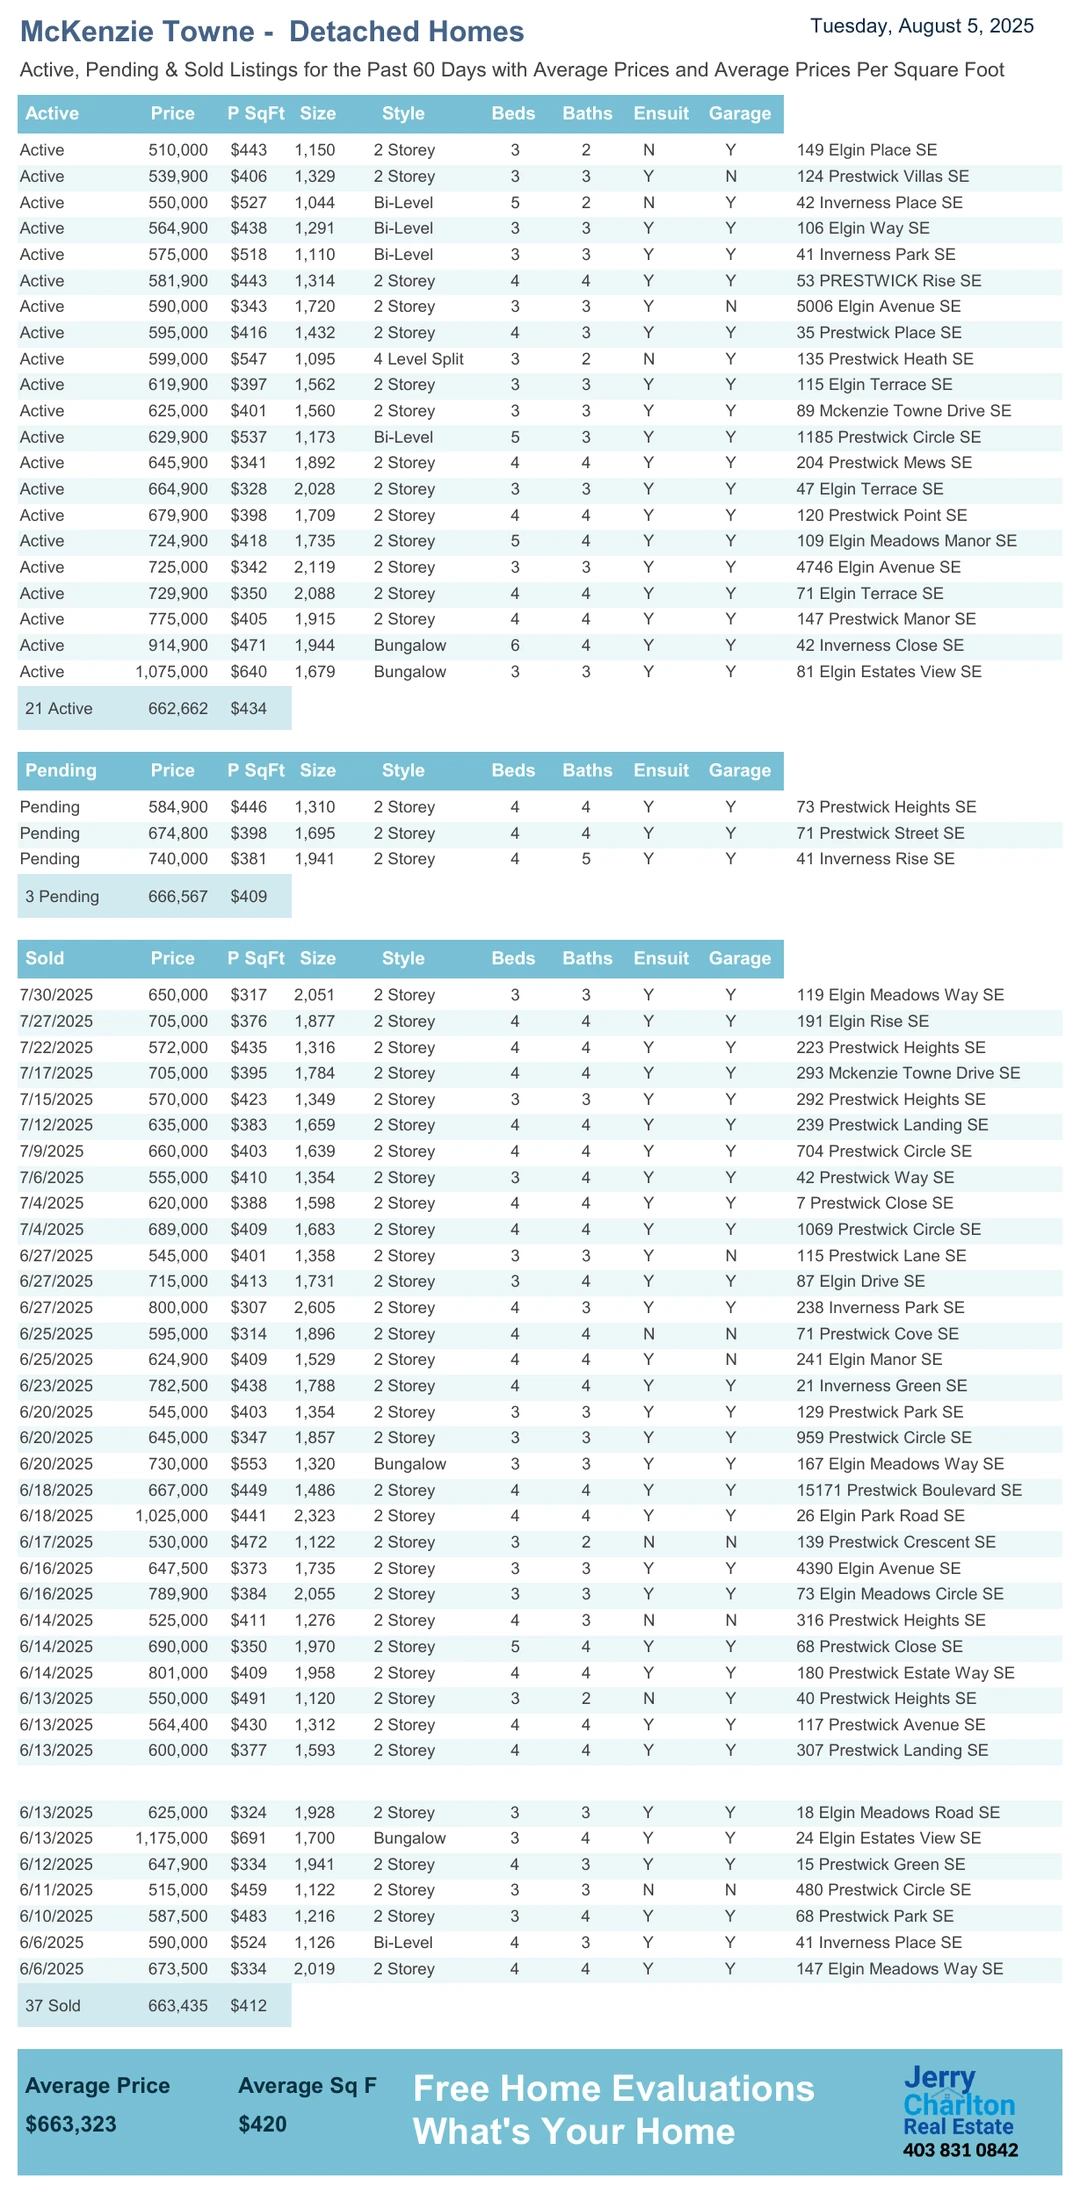 McKenzie Towne - Detached Homes
Tuesday, August 5, 2025
Active, Pending & Sold Listings for the Past 60 Days with Average Prices and Average Prices Per Square Foot
Active Price P SqFt Size Style Beds Baths Ensuit Garage
Active 510,000 $443 1,150 2 Storey 3 2 N Y 149 Elgin Place SE
Active 539,900 $406 1,329 2 Storey 3 3 Y N 124 Prestwick Villas SE
Active 550,000 $527 1,044 Bi-Level 5 2 N Y 42 Inverness Place SE
Active 564,900 $438 1,291 Bi-Level 3 3 Y Y 106 Elgin Way SE
Active 575,000 $518 1,110 Bi-Level 3 3 Y Y 41 Inverness Park SE
Active 581,900 $443 1,314 2 Storey 4 4 Y Y 53 PRESTWICK Rise SE
Active 590,000 $343 1,720 2 Storey 3 3 Y N 5006 Elgin Avenue SE
Active 595,000 $416 1,432 2 Storey 4 3 Y Y 35 Prestwick Place SE
Active 599,000 $547 1,095 4 Level Split 3 2 N Y 135 Prestwick Heath SE
Active 619,900 $397 1,562 2 Storey 3 3 Y Y 115 Elgin Terrace SE
Active 625,000 $401 1,560 2 Storey 3 3 Y Y 89 Mckenzie Towne Drive SE
Active 629,900 $537 1,173 Bi-Level 5 3 Y Y 1185 Prestwick Circle SE
Active 645,900 $341 1,892 2 Storey 4 4 Y Y 204 Prestwick Mews SE
Active 664,900 $328 2,028 2 Storey 3 3 Y Y 47 Elgin Terrace SE
Active 679,900 $398 1,709 2 Storey 4 4 Y Y 120 Prestwick Point SE
Active 724,900 $418 1,735 2 Storey 5 4 Y Y 109 Elgin Meadows Manor SE
Active 725,000 $342 2,119 2 Storey 3 3 Y Y 4746 Elgin Avenue SE
Active 729,900 $350 2,088 2 Storey 4 4 Y Y 71 Elgin Terrace SE
Active 775,000 $405 1,915 2 Storey 4 4 Y Y 147 Prestwick Manor SE
Active 914,900 $471 1,944 Bungalow 6 4 Y Y 42 Inverness Close SE
Active 1,075,000 $640 1,679 Bungalow 3 3 Y Y 81 Elgin Estates View SE
21 Active 662,662 $434
Pending Price P SqFt Size Style Beds Baths Ensuit Garage
Pending 584,900 $446 1,310 2 Storey 4 4 Y Y 73 Prestwick Heights SE
Pending 674,800 $398 1,695 2 Storey 4 4 Y Y 71 Prestwick Street SE
Pending 740,000 $381 1,941 2 Storey 4 5 Y Y 41 Inverness Rise SE
3 Pending 666,567 $409
Sold Price P SqFt Size Style Beds Baths Ensuit Garage
7/30/2025 650,000 $317 2,051 2 Storey 3 3 Y Y 119 Elgin Meadows Way SE
7/27/2025 705,000 $376 1,877 2 Storey 4 4 Y Y 191 Elgin Rise SE
7/22/2025 572,000 $435 1,316 2 Storey 4 4 Y Y 223 Prestwick Heights SE
7/17/2025 705,000 $395 1,784 2 Storey 4 4 Y Y 293 Mckenzie Towne Drive SE
7/15/2025 570,000 $423 1,349 2 Storey 3 3 Y Y 292 Prestwick Heights SE
7/12/2025 635,000 $383 1,659 2 Storey 4 4 Y Y 239 Prestwick Landing SE
7/9/2025 660,000 $403 1,639 2 Storey 4 4 Y Y 704 Prestwick Circle SE
7/6/2025 555,000 $410 1,354 2 Storey 3 4 Y Y 42 Prestwick Way SE
7/4/2025 620,000 $388 1,598 2 Storey 4 4 Y Y 7 Prestwick Close SE
7/4/2025 689,000 $409 1,683 2 Storey 4 4 Y Y 1069 Prestwick Circle SE
6/27/2025 545,000 $401 1,358 2 Storey 3 3 Y N 115 Prestwick Lane SE
6/27/2025 715,000 $413 1,731 2 Storey 3 4 Y Y 87 Elgin Drive SE
6/27/2025 800,000 $307 2,605 2 Storey 4 3 Y Y 238 Inverness Park SE
6/25/2025 595,000 $314 1,896 2 Storey 4 4 N N 71 Prestwick Cove SE
6/25/2025 624,900 $409 1,529 2 Storey 4 4 Y N 241 Elgin Manor SE
6/23/2025 782,500 $438 1,788 2 Storey 4 4 Y Y 21 Inverness Green SE
6/20/2025 545,000 $403 1,354 2 Storey 3 3 Y Y 129 Prestwick Park SE
6/20/2025 645,000 $347 1,857 2 Storey 3 3 Y Y 959 Prestwick Circle SE
6/20/2025 730,000 $553 1,320 Bungalow 3 3 Y Y 167 Elgin Meadows Way SE
6/18/2025 667,000 $449 1,486 2 Storey 4 4 Y Y 15171 Prestwick Boulevard SE
6/18/2025 1,025,000 $441 2,323 2 Storey 4 4 Y Y 26 Elgin Park Road SE
6/17/2025 530,000 $472 1,122 2 Storey 3 2 N N 139 Prestwick Crescent SE
6/16/2025 647,500 $373 1,735 2 Storey 3 3 Y Y 4390 Elgin Avenue SE
6/16/2025 789,900 $384 2,055 2 Storey 3 3 Y Y 73 Elgin Meadows Circle SE
6/14/2025 525,000 $411 1,276 2 Storey 4 3 N N 316 Prestwick Heights SE
6/14/2025 690,000 $350 1,970 2 Storey 5 4 Y Y 68 Prestwick Close SE
6/14/2025 801,000 $409 1,958 2 Storey 4 4 Y Y 180 Prestwick Estate Way SE
6/13/2025 550,000 $491 1,120 2 Storey 3 2 N Y 40 Prestwick Heights SE
6/13/2025 564,400 $430 1,312 2 Storey 4 4 Y Y 117 Prestwick Avenue SE
6/13/2025 600,000 $377 1,593 2 Storey 4 4 Y Y 307 Prestwick Landing SE
6/13/2025 625,000 $324 1,928 2 Storey 3 3 Y Y 18 Elgin Meadows Road SE
6/13/2025 1,175,000 $691 1,700 Bungalow 3 4 Y Y 24 Elgin Estates View SE
6/12/2025 647,900 $334 1,941 2 Storey 4 3 Y Y 15 Prestwick Green SE
6/11/2025 515,000 $459 1,122 2 Storey 3 3 N N 480 Prestwick Circle SE
6/10/2025 587,500 $483 1,216 2 Storey 3 4 Y Y 68 Prestwick Park SE
6/6/2025 590,000 $524 1,126 Bi-Level 4 3 Y Y 41 Inverness Place SE
6/6/2025 673,500 $334 2,019 2 Storey 4 4 Y Y 147 Elgin Meadows Way SE
37 Sold 663,435 $412
Average Price Average Sq F
$663,323 $420
Free Home Evaluations
What's Your Home
Jerry
Charlton
Real Estate
403 831 0842